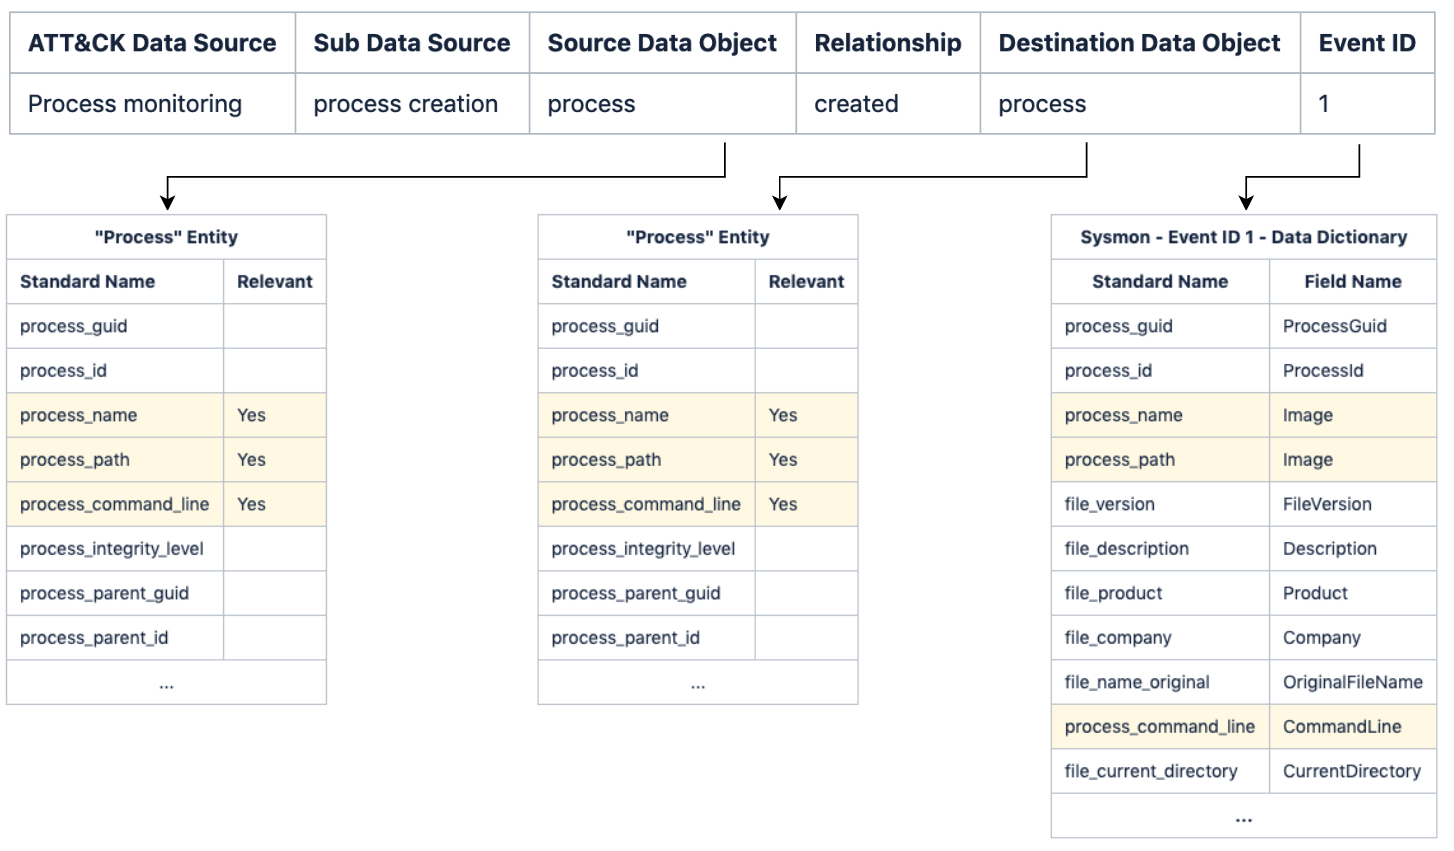 ATT&CK Data Source Sub Data Source Source Data Object Relationship Destination Data Object Event ID
Process monitoring process creation process created process 1
"Process" Entity
Standard Name Relevant
process_guid
process_id
process_name Yes
process_path Yes
process_command_line Yes
process_integrity_level
process_parent_guid
process_parent_id
...
"Process" Entity
Standard Name Relevant
process_guid
process_id
process_name Yes
process_path Yes
process_command_line Yes
process_integrity_level
process_parent_guid
process_parent_id
...
Sysmon - Event ID 1 - Data Dictionary
Standard Name Field Name
process_guid ProcessGuid
process_id ProcessId
process_name Image
process_path Image
file_version FileVersion
file_description Description
file_product Product
file_company Company
file_name_original OriginalFileName
process_command_line CommandLine
file_current_directory CurrentDirectory
...